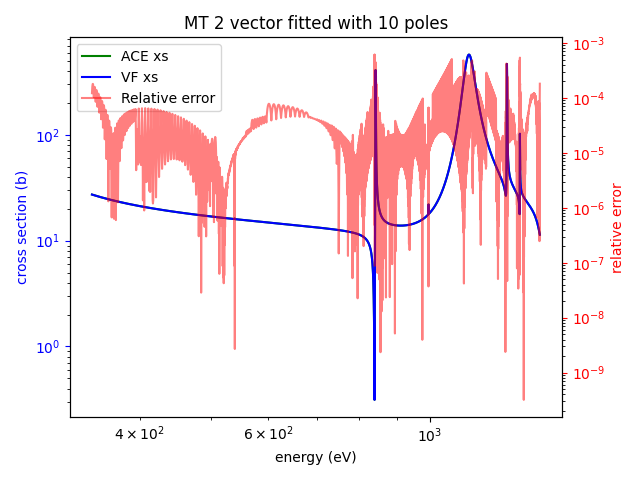 MT 2 vector fitted with 10 poles
ACE xs
VF xs
Relative error
cross section (b)
10²
10¹
10⁰
10⁻³
10⁻⁴
10⁻⁵
10⁻⁶
10⁻⁷
10⁻⁸
10⁻⁹
relative error
4 × 10²
6 × 10²
10³
energy (eV)